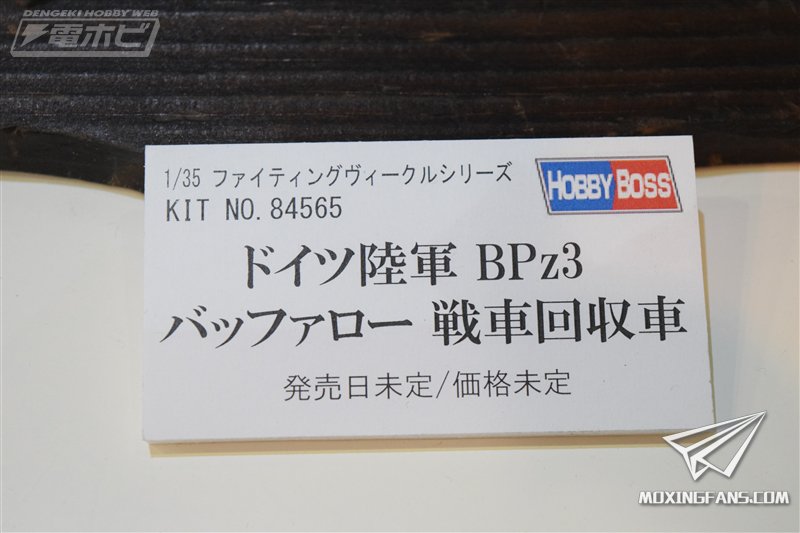 DENGEKI HOBBY WEB
電ホビ
1/35 ファイティングヴィークルシリーズ
HOBBY BOSS
KIT NO. 84565
ドイツ陸軍 BPz3
バッファロー 戦車回収車
発売日未定/価格未定
MOXINGFANS.COM